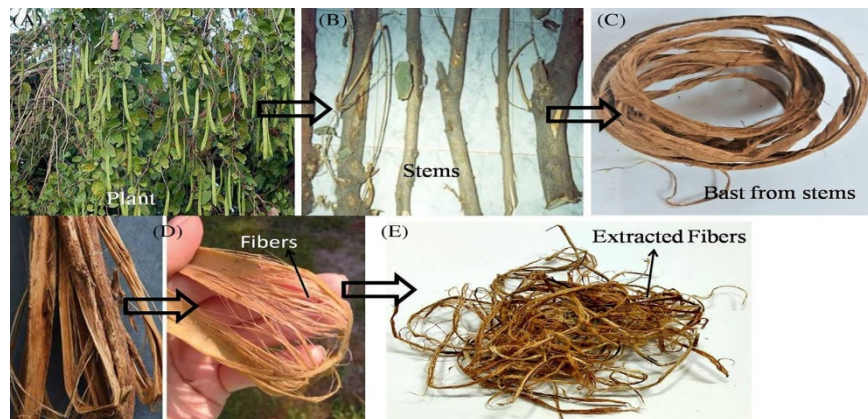 (A)
Plant
(B)
Stems
(C)
Bast from stems
(D)
Fibers
(E)
Extracted Fibers